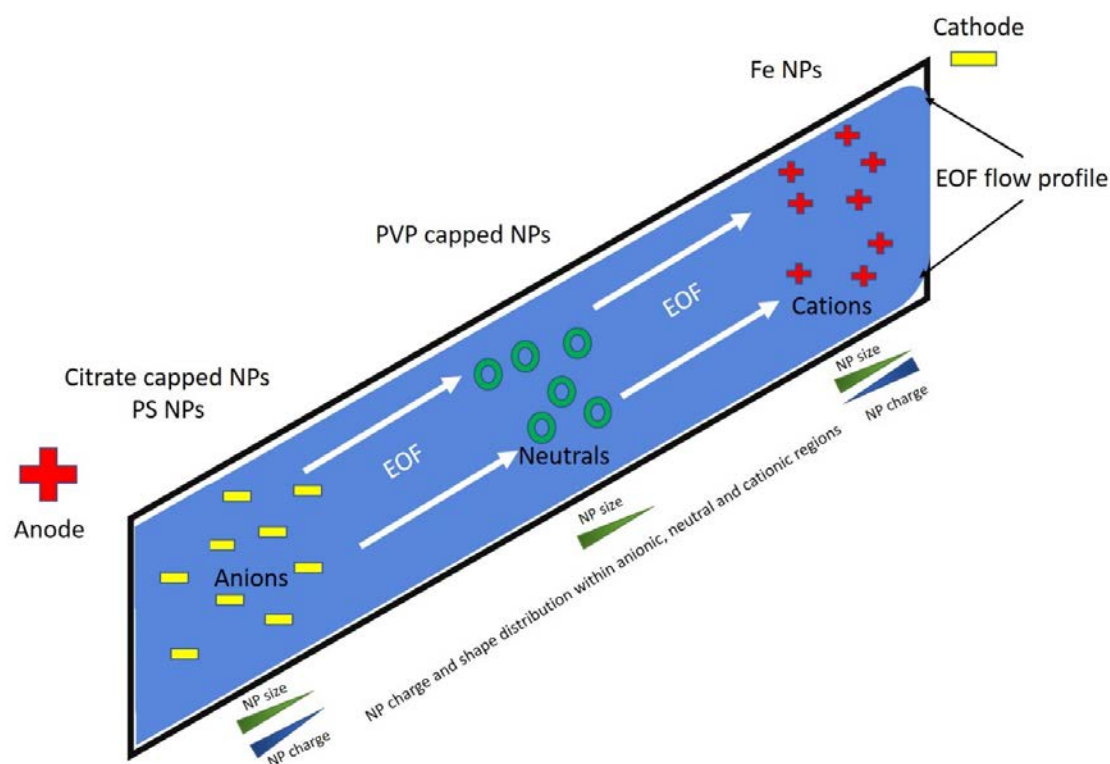 Cathode
Fe NPs
EOF flow profile
PVP capped NPs
EOF
Cations
NP size
NP charge
Citrate capped NPs
PS NPs
EOF
Neutrals
Anode
Anions
NP size
NP size
NP charge
NP charge and shape distribution within anionic, neutral and cationic regions